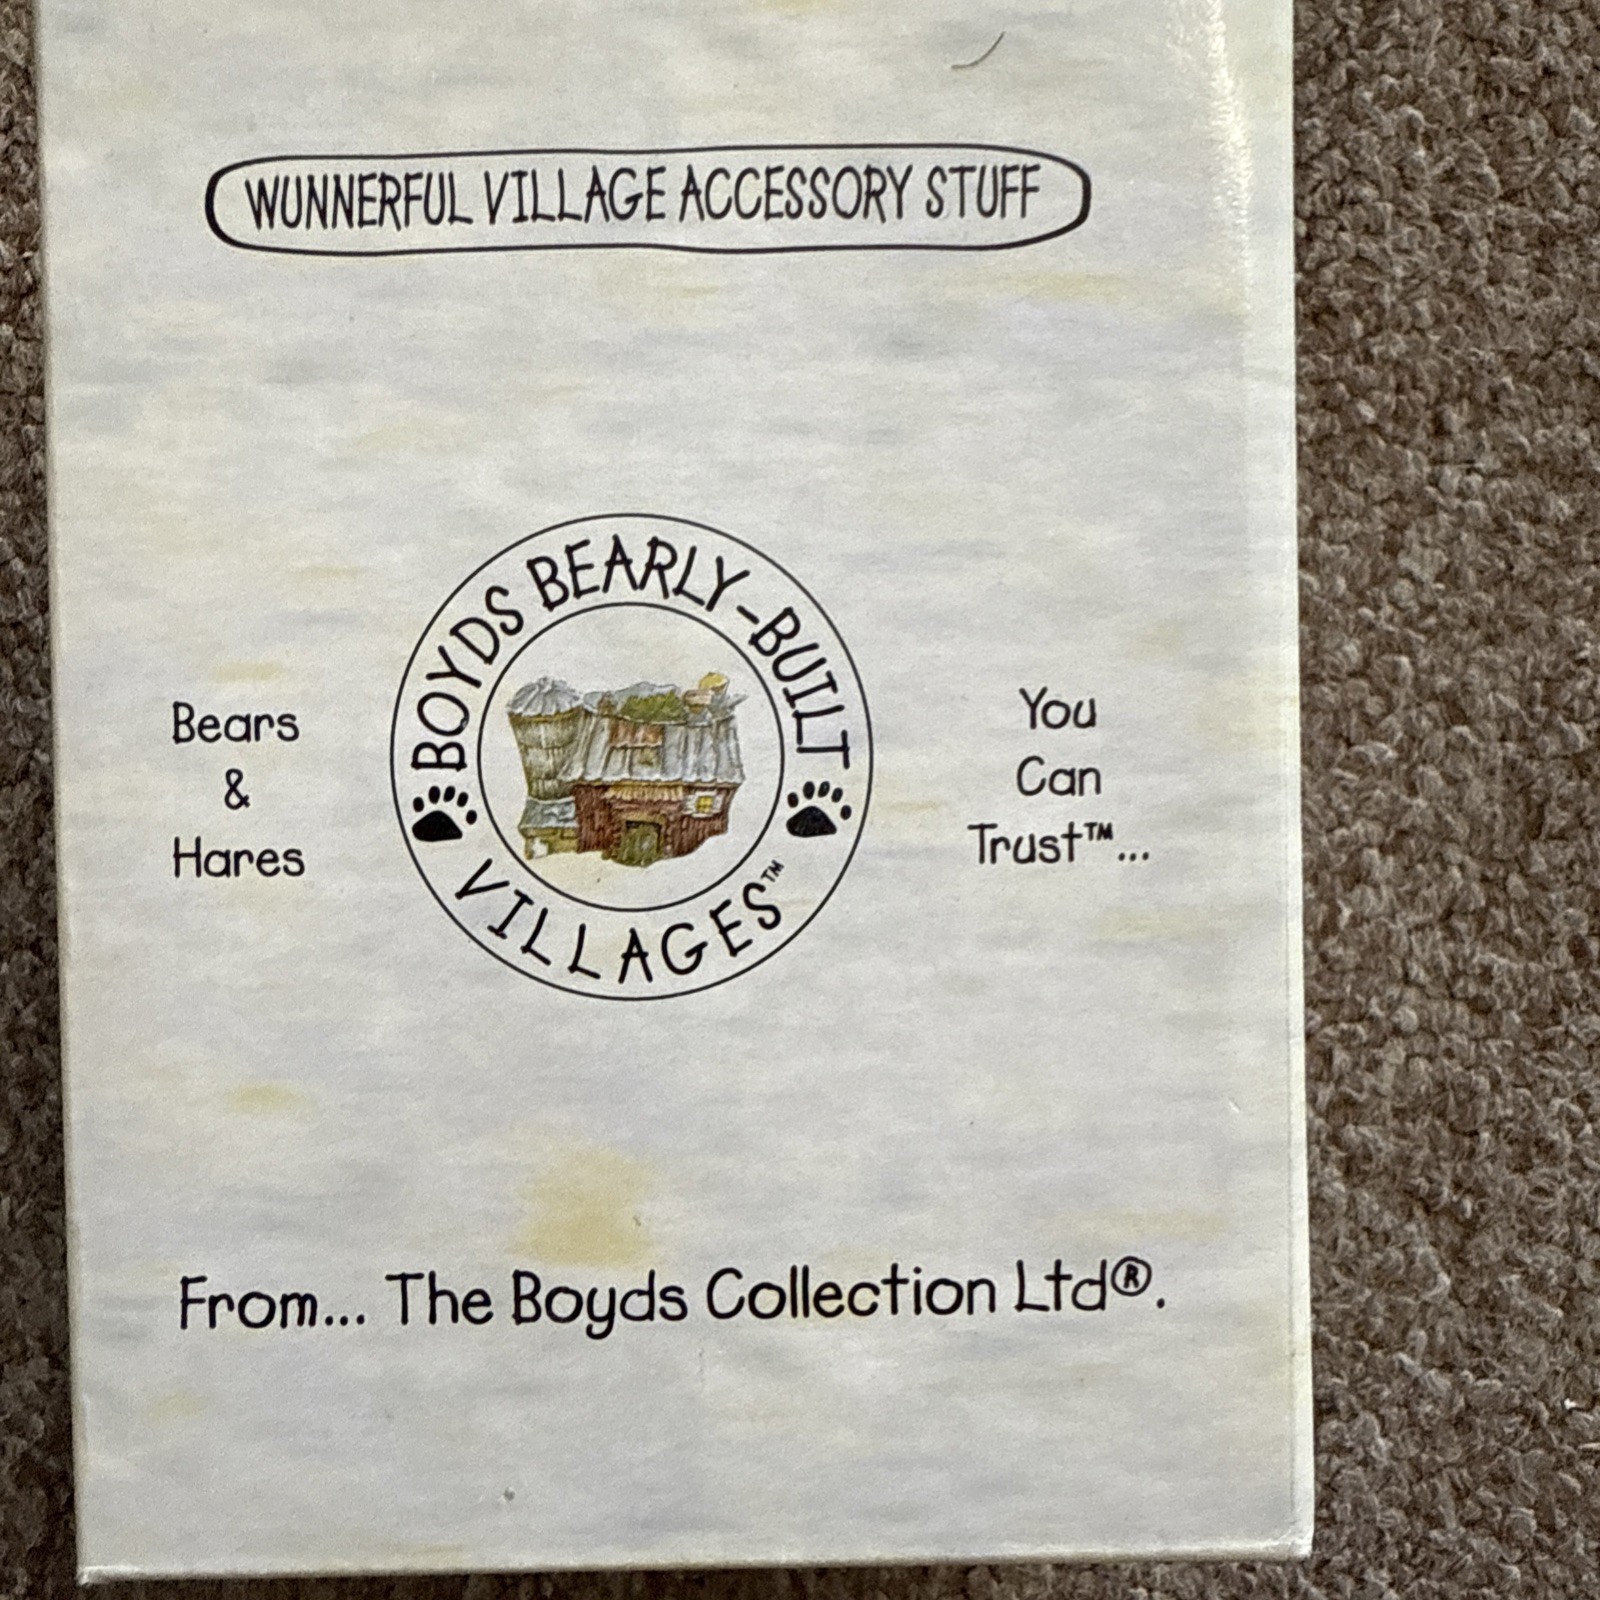 WUNNERFUL VILLAGE ACCESSORY STUFF
BOYDS BEARLY-BUILT
VILLAGES™
Bears
&
Hares
You
Can
Trust™...
From... The Boyds Collection Ltd®.